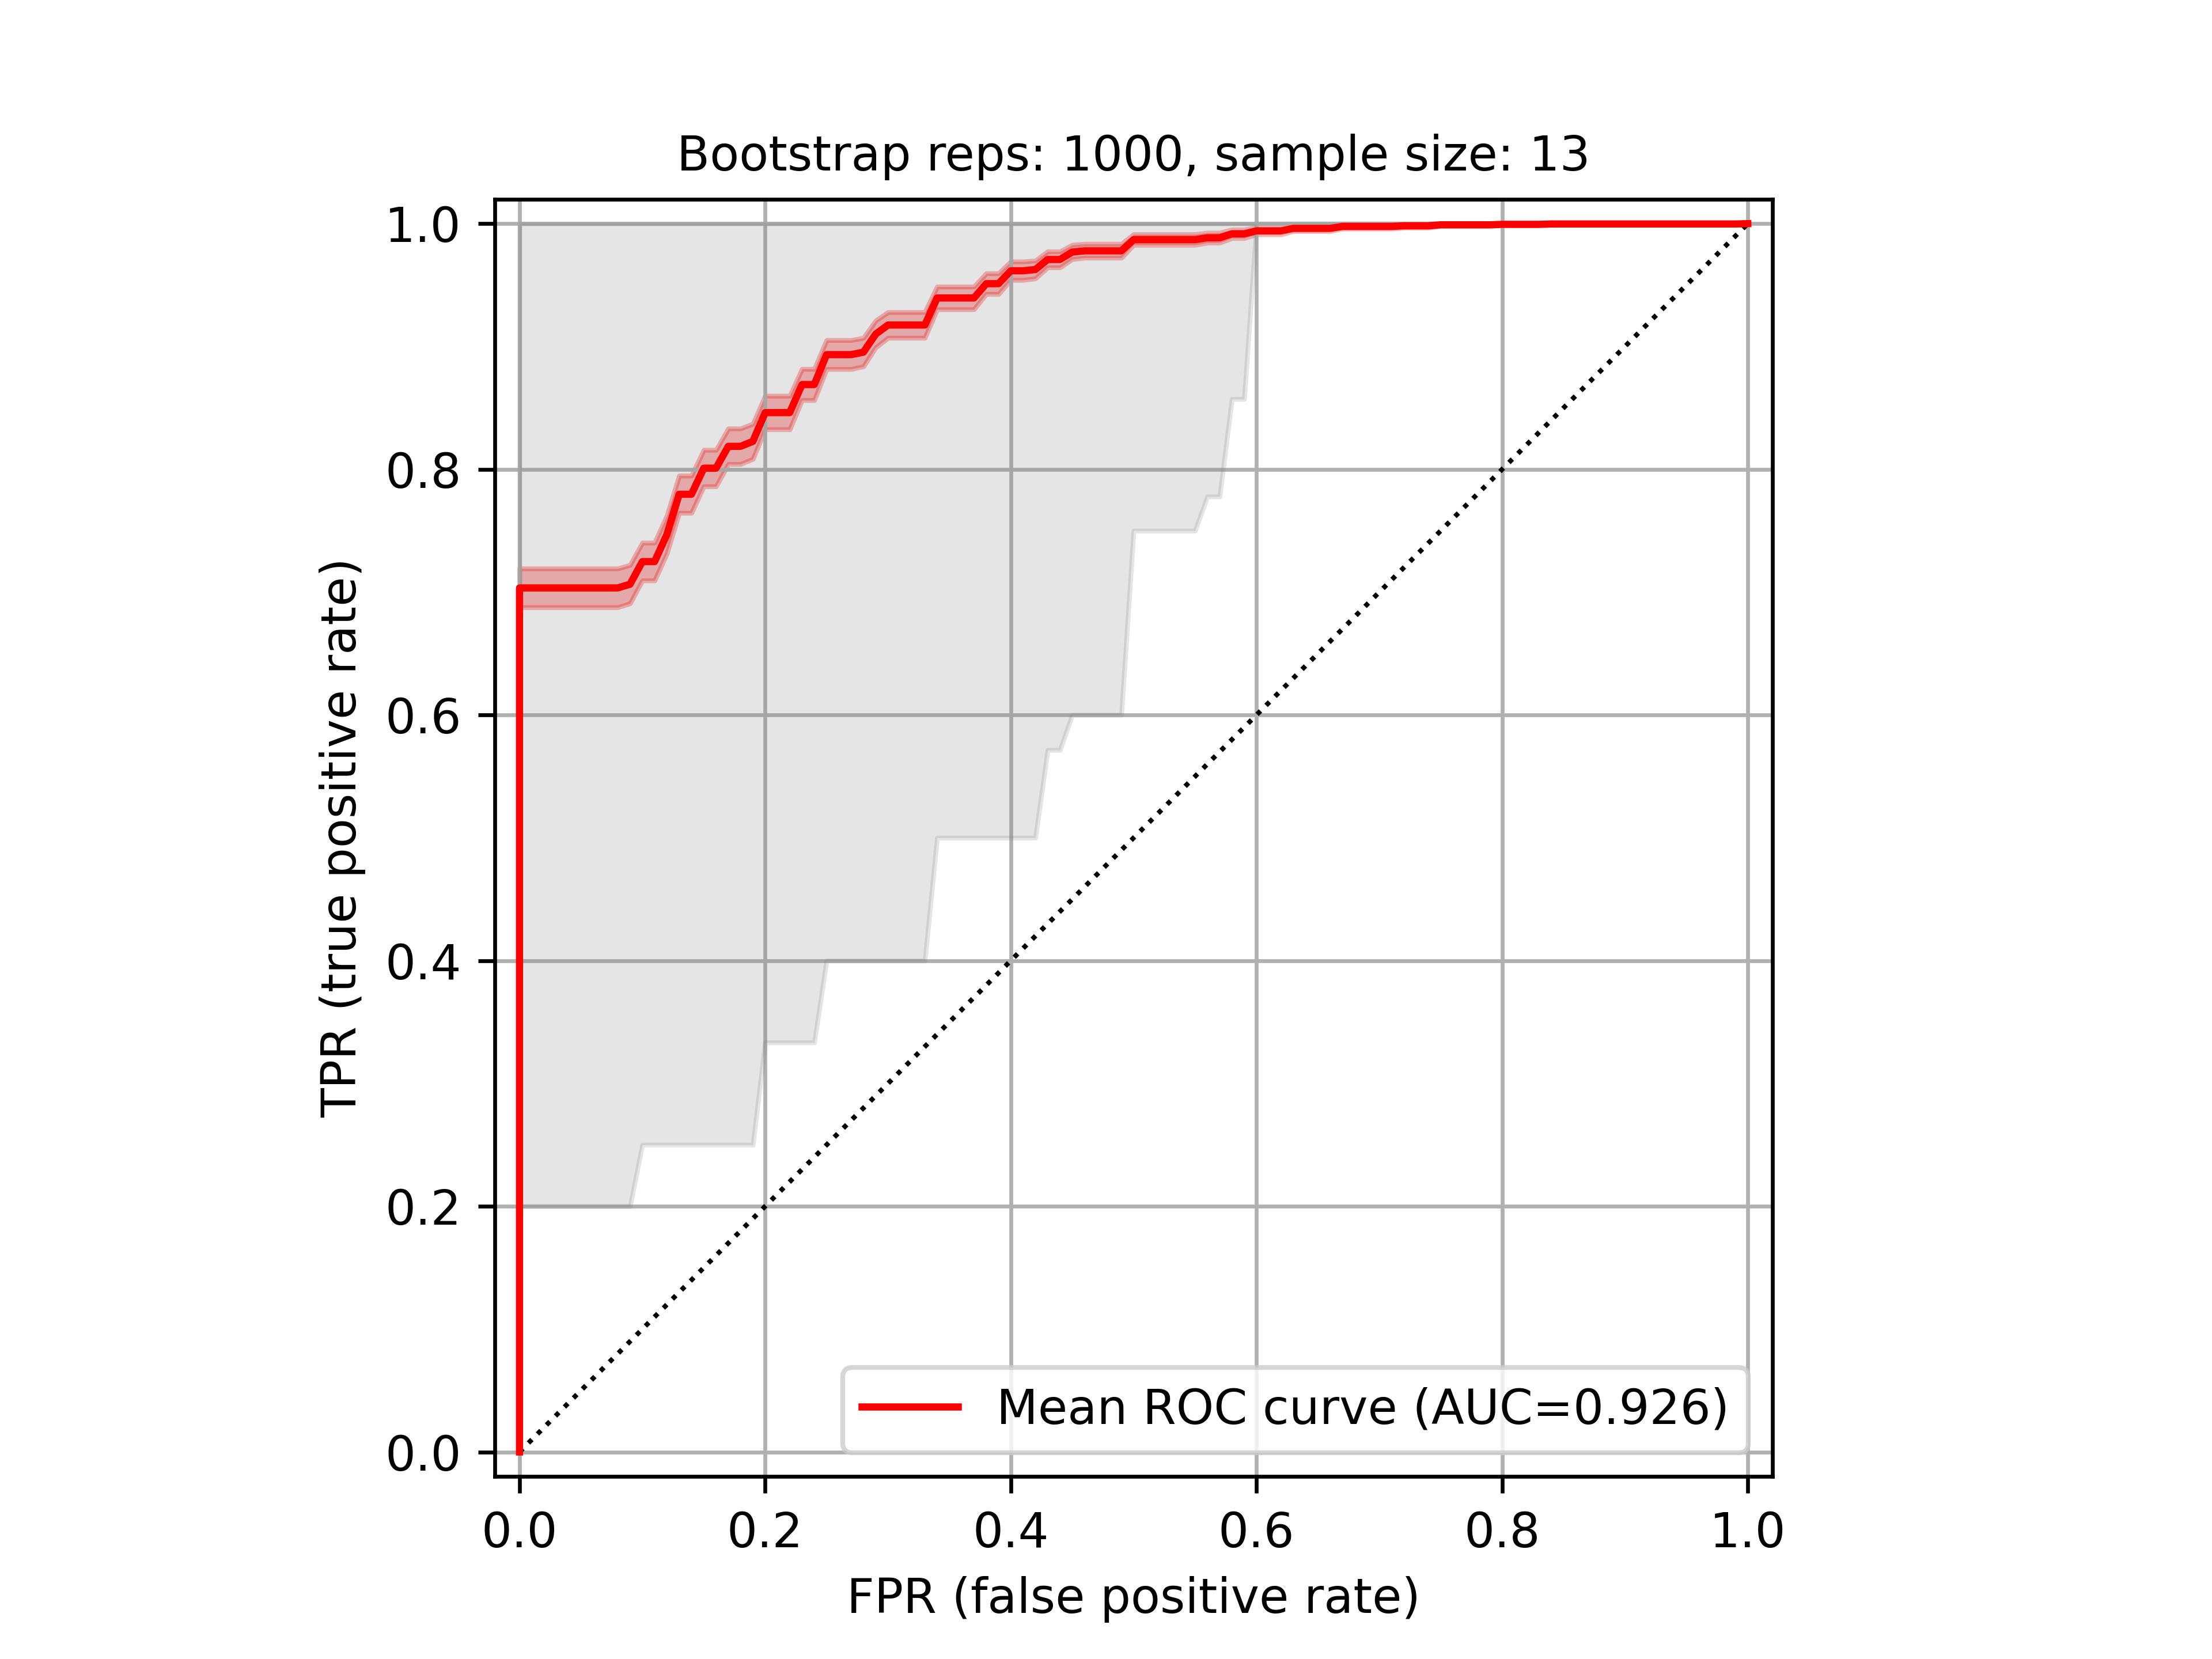 Bootstrap reps: 1000, sample size: 13
1.0
0.8
0.6
0.4
0.2
0.0
TPR (true positive rate)
Mean ROC curve (AUC=0.926)
0.0 0.2 0.4 0.6 0.8 1.0
FPR (false positive rate)